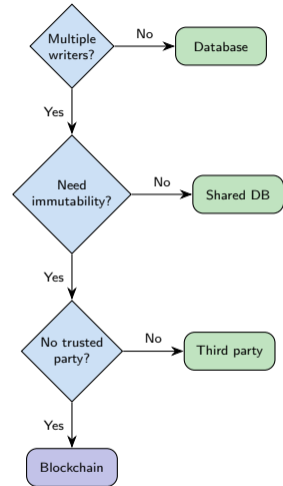 Multiple
writers?
No
Database
Yes
Need
immutability?
No
Shared DB
Yes
No trusted
party?
No
Third party
Yes
Blockchain